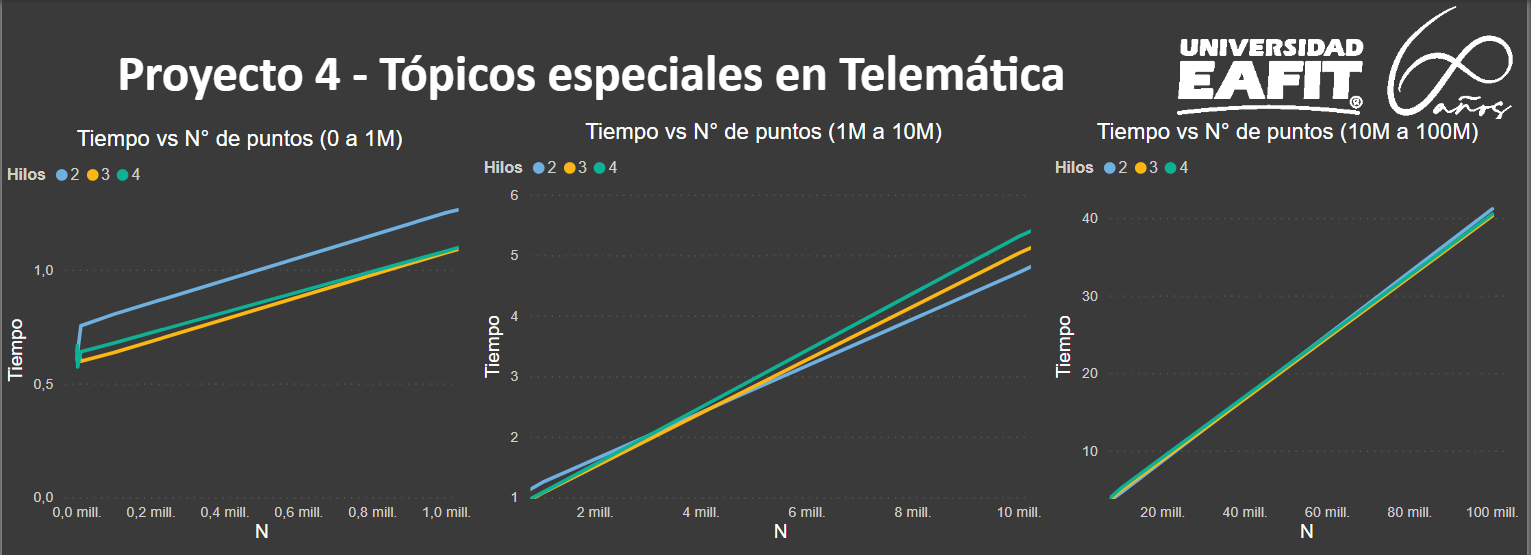 Proyecto 4 - Tópicos especiales en Telemática
UNIVERSIDAD
EAFIT®
60 años
Tiempo vs N° de puntos (0 a 1M)
Hilos 2 3 4
Tiempo
1,0
0,5
0,0
0,0 mill. 0,2 mill. 0,4 mill. 0,6 mill. 0,8 mill. 1,0 mill.
N
Tiempo vs N° de puntos (1M a 10M)
Hilos 2 3 4
Tiempo
6
5
4
3
2
1
2 mill. 4 mill. 6 mill. 8 mill. 10 mill.
N
Tiempo vs N° de puntos (10M a 100M)
Hilos 2 3 4
Tiempo
40
30
20
10
20 mill. 40 mill. 60 mill. 80 mill. 100 mill.
N